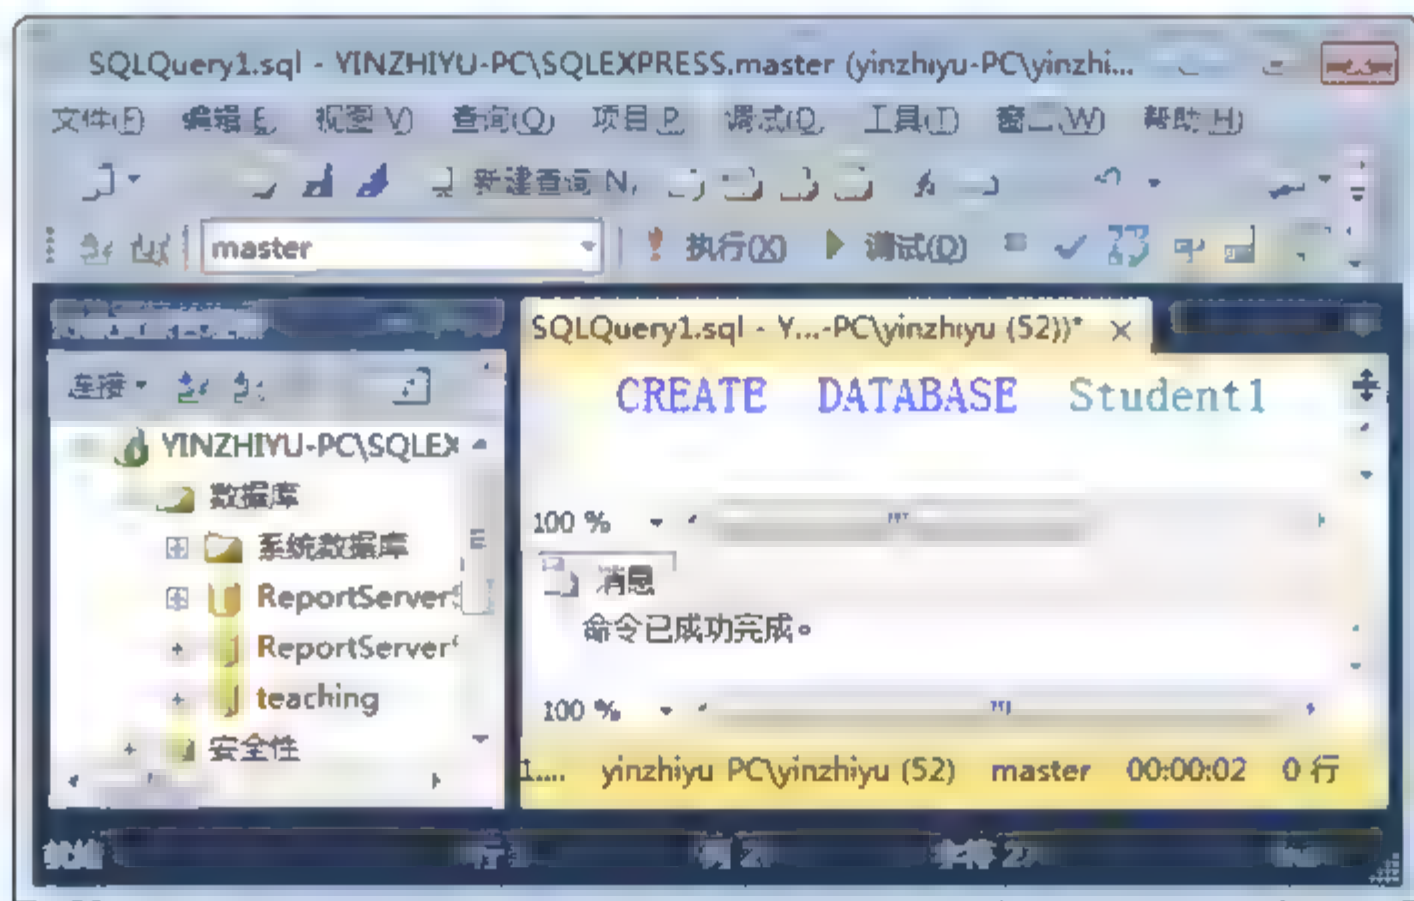 SQLQuery1.sql - YINZHIYU-PC\SQLEXPRESS.master (yinzhiyu-PC\yinzhi...
文件(F) 编辑 E 视图 V) 查询(Q) 项目 P 调试(D, 工具(T) 窗口 W) 帮助 H)
新建查询 N,
master 执行(X) 调试(D)
SQLQuery1.sql - Y...-PC\yinzhiyu (52))* ×
连接
CREATE DATABASE Student1
YINZHIYU-PC\SQLEX
数据库
系统数据库
ReportServer
ReportServer
teaching
安全性
100 %
消息
命令已成功完成。
100 %
1.... yinzhiyu PC\yinzhiyu (52) master 00:00:02 0 行